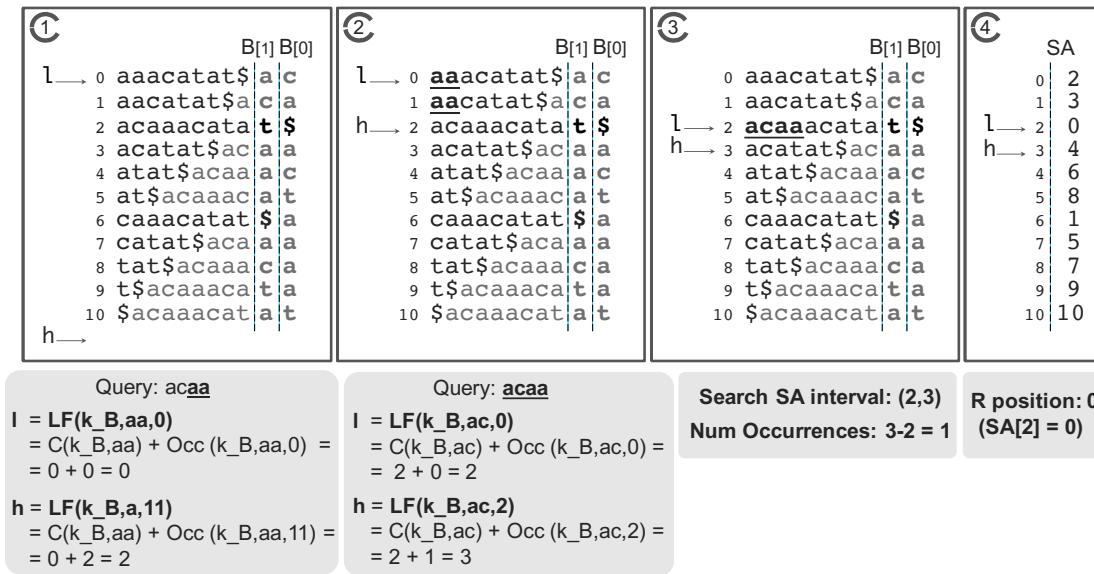 1
B[1] B[0]
l 0 aaacatat$ a c
1 aacatat$a c a
2 acaaacata t $
3 acatat$ac a a
4 atat$acaa a c
5 at$acaaac a t
6 caaacatat $ a
7 catat$aca a a
8 tat$acaaa c a
9 t$acaaaca t a
10 $acaaacat a t
h
2
B[1] B[0]
l 0 aaacatat$ a c
1 aacatat$a c a
h 2 acaaacata t $
3 acatat$ac a a
4 atat$acaa a c
5 at$acaaac a t
6 caaacatat $ a
7 catat$aca a a
8 tat$acaaa c a
9 t$acaaaca t a
10 $acaaacat a t
3
B[1] B[0]
0 aaacatat$ a c
1 aacatat$a c a
l 2 acaaacata t $
h 3 acatat$ac a a
4 atat$acaa a c
5 at$acaaac a t
6 caaacatat $ a
7 catat$aca a a
8 tat$acaaa c a
9 t$acaaaca t a
10 $acaaacat a t
4
SA
0 2
1 3
l 2 0
h 3 4
4 6
5 8
6 1
7 5
8 7
9 9
10 10
Query: acaa
l = LF(k_B,aa,0)
= C(k_B,aa) + Occ (k_B,aa,0) =
= 0 + 0 = 0
h = LF(k_B,a,11)
= C(k_B,aa) + Occ (k_B,aa,11) =
= 0 + 2 = 2
Query: acaa
l = LF(k_B,ac,0)
= C(k_B,ac) + Occ (k_B,ac,0) =
= 2 + 0 = 2
h = LF(k_B,ac,2)
= C(k_B,ac) + Occ (k_B,ac,2) =
= 2 + 1 = 3
Search SA interval: (2,3)
Num Occurrences: 3-2 = 1
R position: 0
(SA[2] = 0)